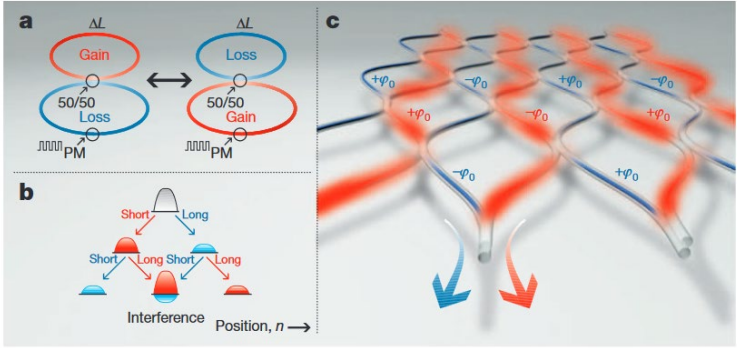 a
ΔL
ΔL
Gain
Loss
50/50
50/50
Loss
Gain
PM
PM
b
Short
Long
Short
Long
Short
Long
Interference
Position, n
c
+φ₀
−φ₀
+φ₀
−φ₀
+φ₀
−φ₀
+φ₀
−φ₀
+φ₀